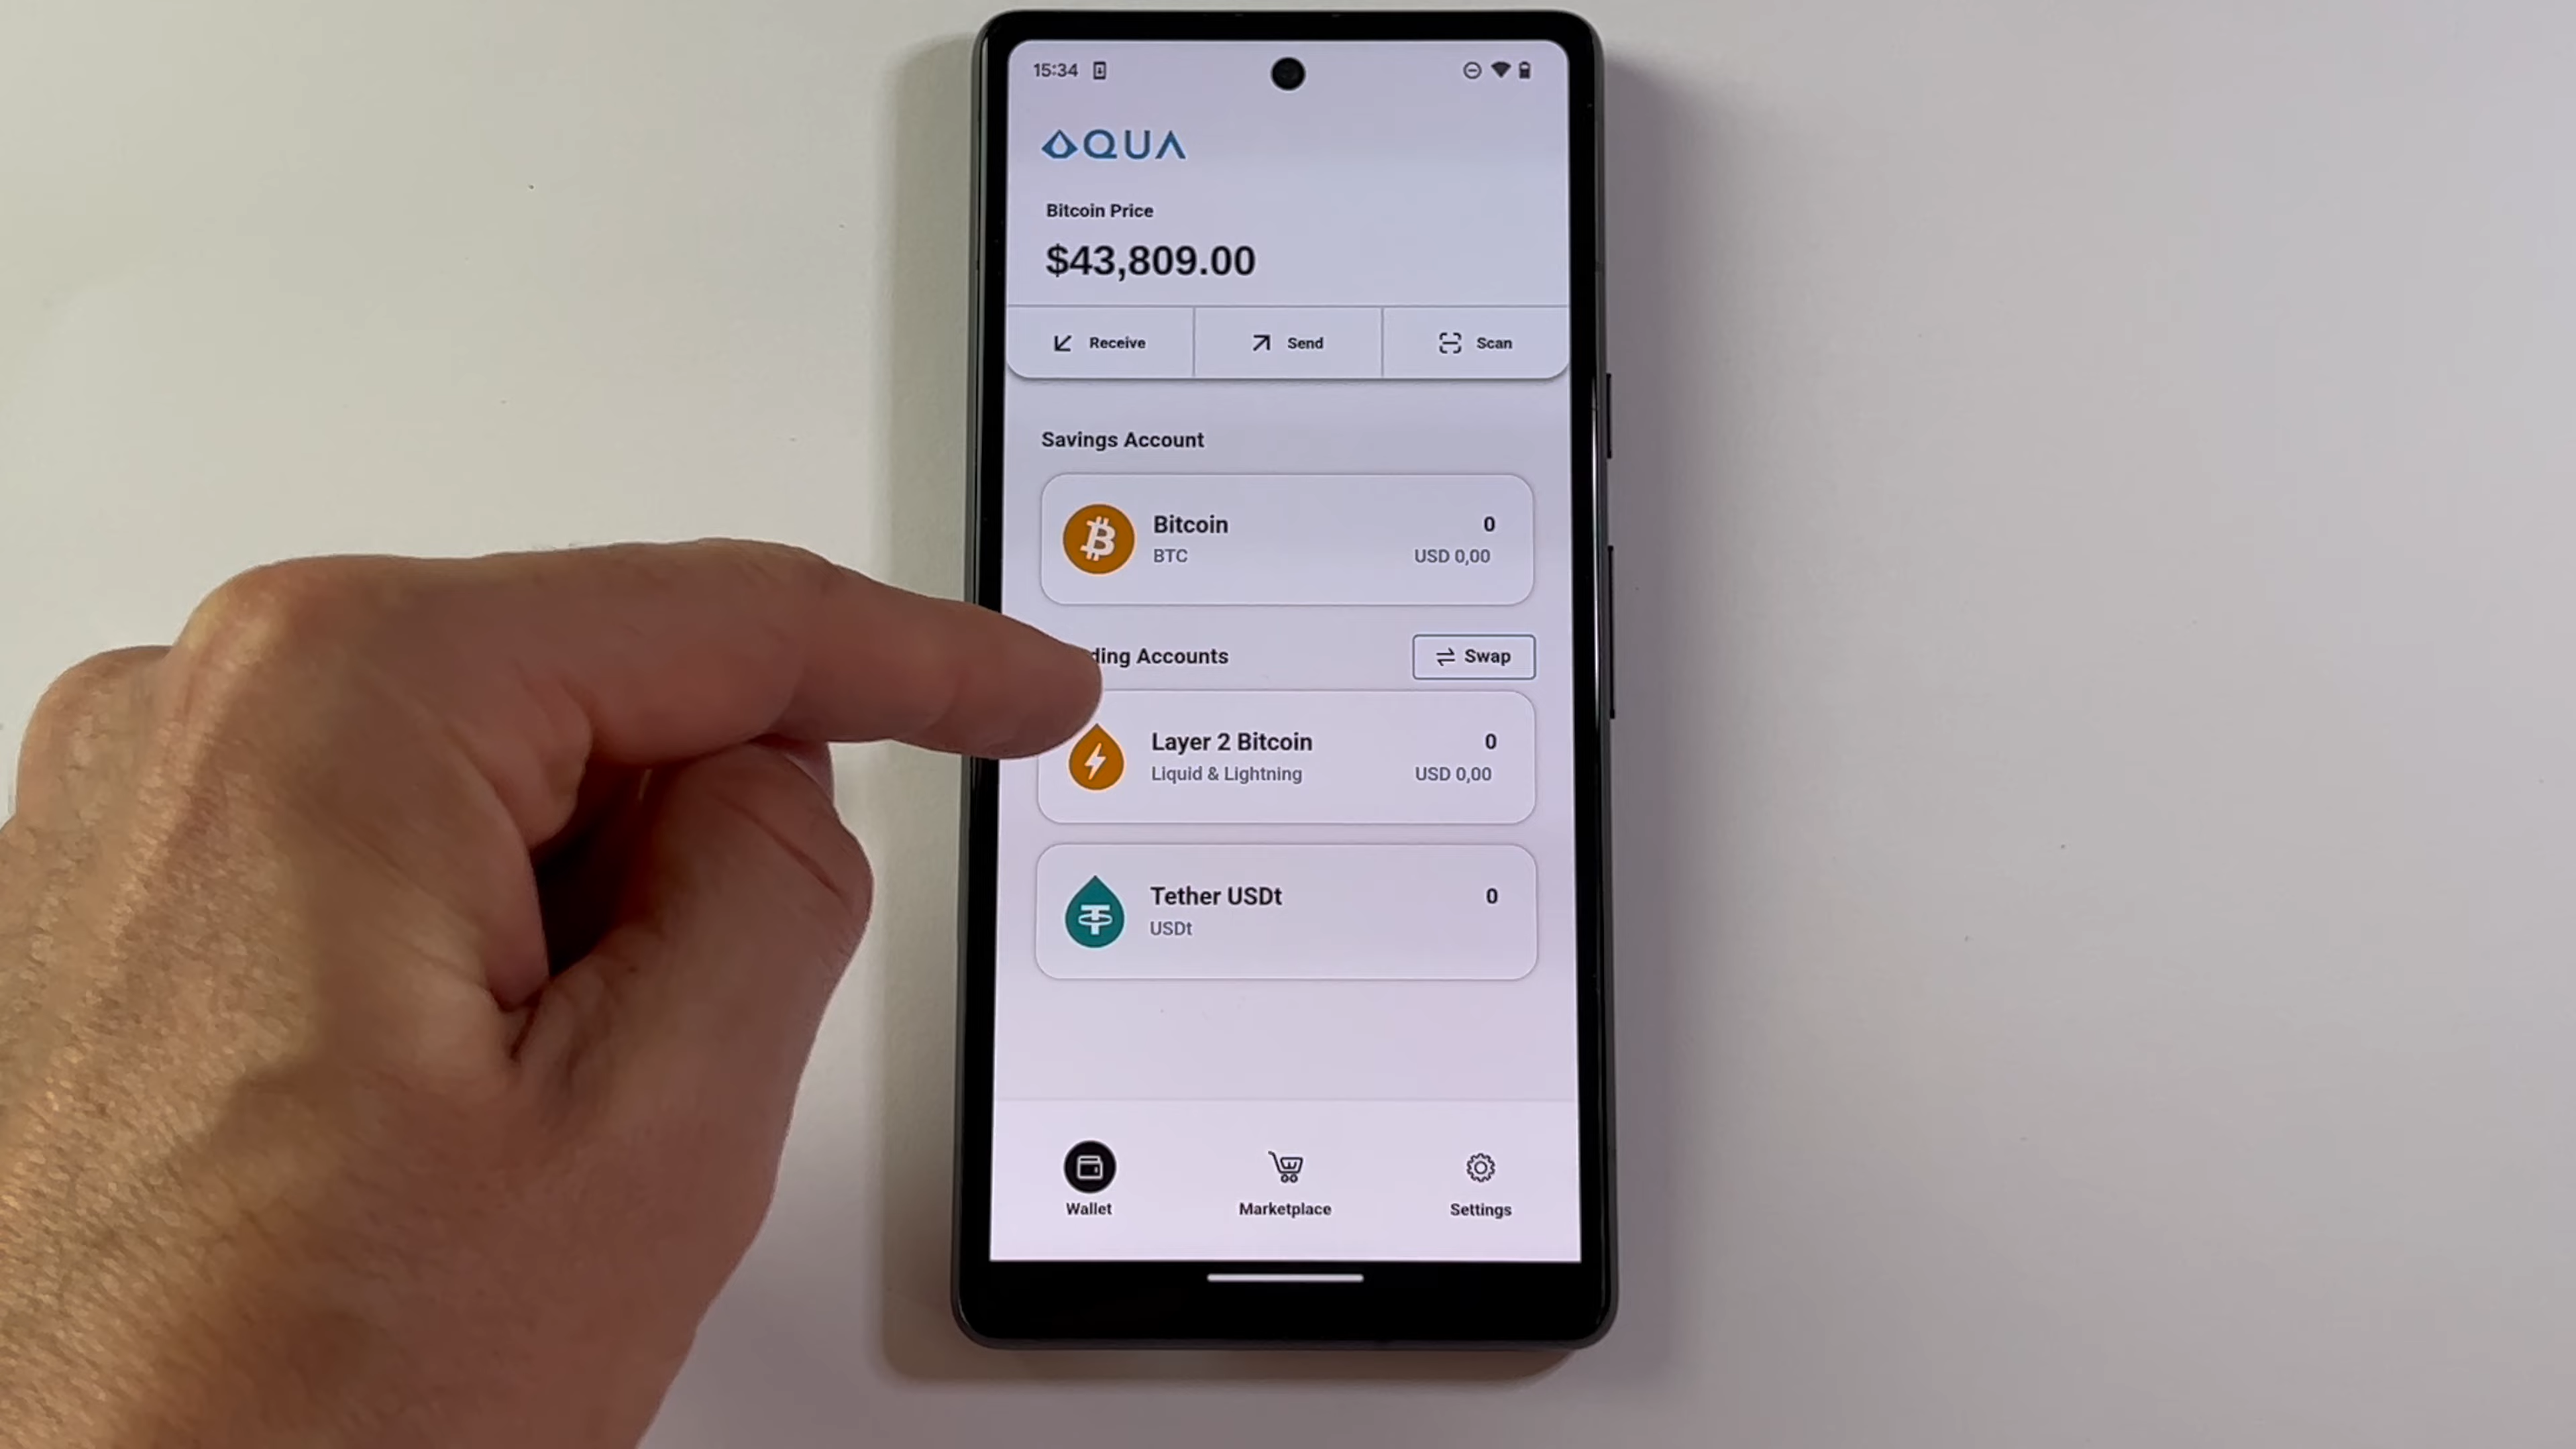 15:34
AQUA
Bitcoin Price
$43,809.00
Receive
Send
Scan
Savings Account
Bitcoin
0
BTC
USD 0,00
Accounts
Swap
Layer 2 Bitcoin
0
Liquid & Lightning
USD 0,00
Tether USDt
0
USDt
Wallet
Marketplace
Settings